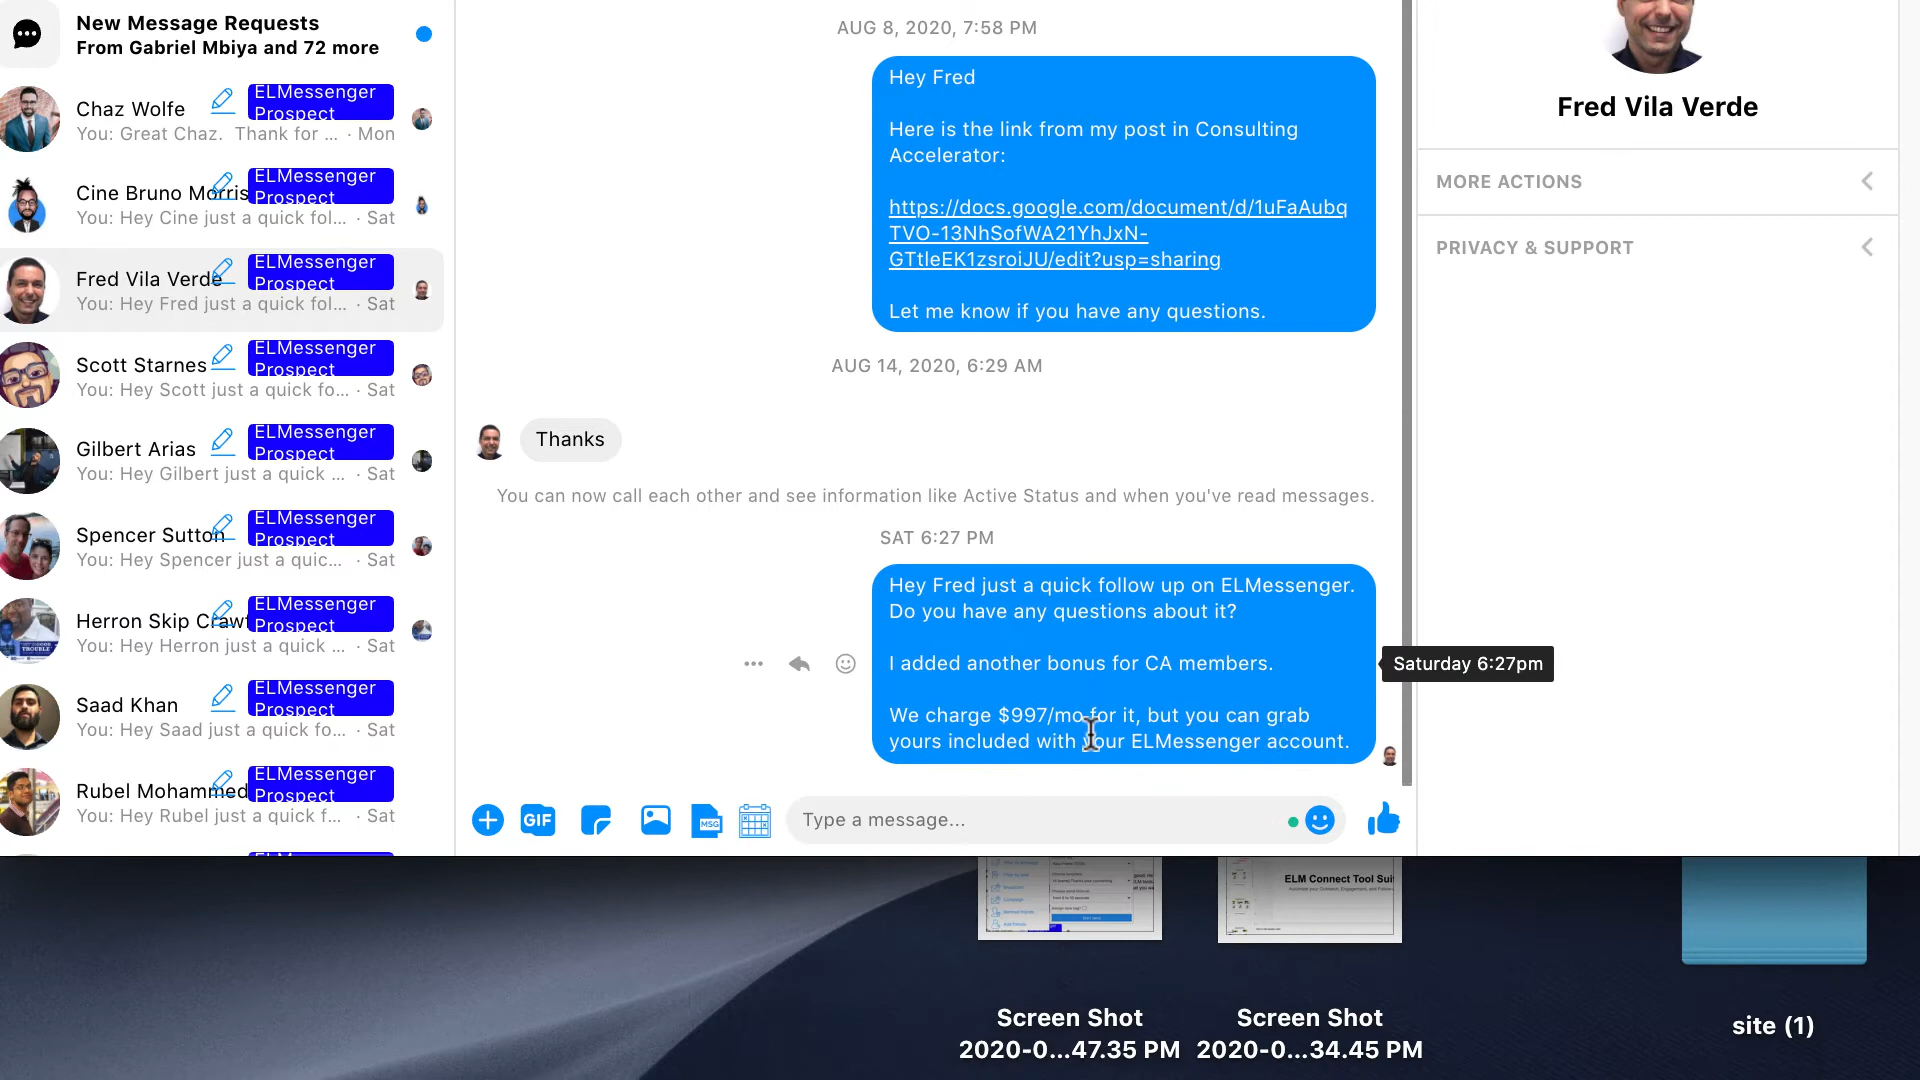 New Message Requests
From Gabriel Mbiya and 72 more
Chaz Wolfe
ELMessenger
Prospect
You: Great Chaz. Thank for ... · Mon
Cine Bruno Morris
ELMessenger
Prospect
You: Hey Cine just a quick fol... · Sat
Fred Vila Verde
ELMessenger
Prospect
You: Hey Fred just a quick fol... · Sat
Scott Starnes
ELMessenger
Prospect
You: Hey Scott just a quick fo... · Sat
Gilbert Arias
ELMessenger
Prospect
You: Hey Gilbert just a quick ... · Sat
Spencer Sutton
ELMessenger
Prospect
You: Hey Spencer just a quic... · Sat
Herron Skip Crawf
ELMessenger
Prospect
You: Hey Herron just a quick ... · Sat
Saad Khan
ELMessenger
Prospect
You: Hey Saad just a quick fo... · Sat
Rubel Mohammed
ELMessenger
Prospect
You: Hey Rubel just a quick f... · Sat
AUG 8, 2020, 7:58 PM
Hey Fred
Here is the link from my post in Consulting
Accelerator:
https://docs.google.com/document/d/1uFaAubq
TVO-13NhSofWA21YhJxN-
GTtleEK1zsroiJU/edit?usp=sharing
Let me know if you have any questions.
AUG 14, 2020, 6:29 AM
Thanks
You can now call each other and see information like Active Status and when you've read messages.
SAT 6:27 PM
Hey Fred just a quick follow up on ELMessenger.
Do you have any questions about it?
I added another bonus for CA members.
We charge $997/mo for it, but you can grab
yours included with your ELMessenger account.
Saturday 6:27pm
GIF
MSG
Type a message...
Fred Vila Verde
MORE ACTIONS
PRIVACY & SUPPORT
ELM Connect Tool Sui
Screen Shot
2020-0...47.35 PM
Screen Shot
2020-0...34.45 PM
site (1)